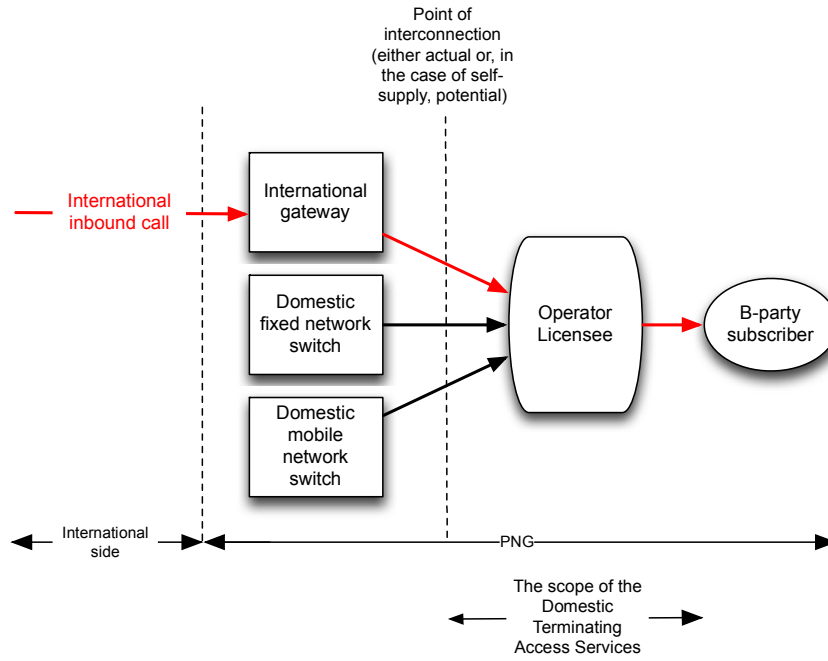 Point of
interconnection
(either actual or, in
the case of self-
supply, potential)
International
inbound call
International
gateway
Domestic
fixed network
switch
Domestic
mobile
network
switch
Operator
Licensee
B-party
subscriber
International
side
PNG
The scope of the
Domestic
Terminating
Access Services